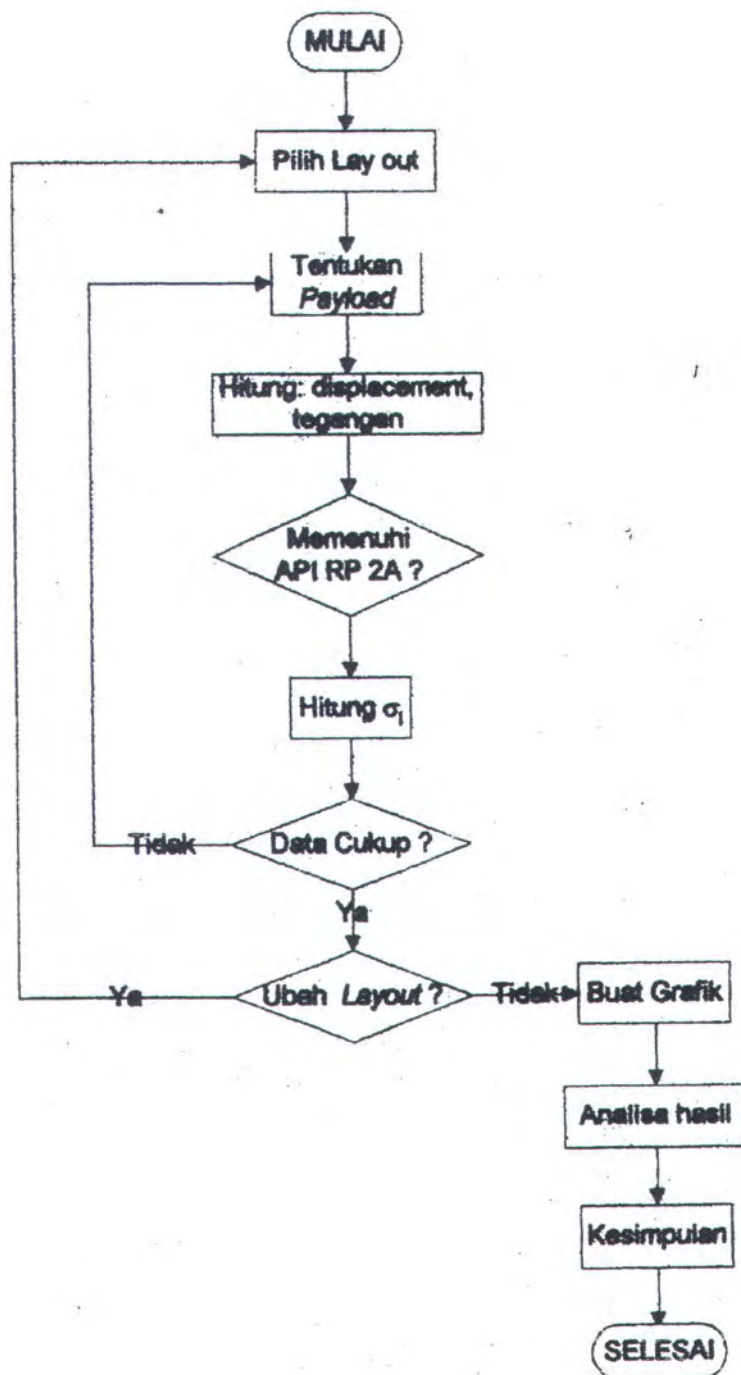 MULAI
Pilih Lay out
Tentukan
Payload
Hitung: displacement,
tegangan
Memenuhi
API RP 2A ?
Hitung σi
Data Cukup ?
Tidak
Ya
Ubah Layout ?
Ya
Tidak
Buat Grafik
Analisa hasil
Kesimpulan
SELESAI